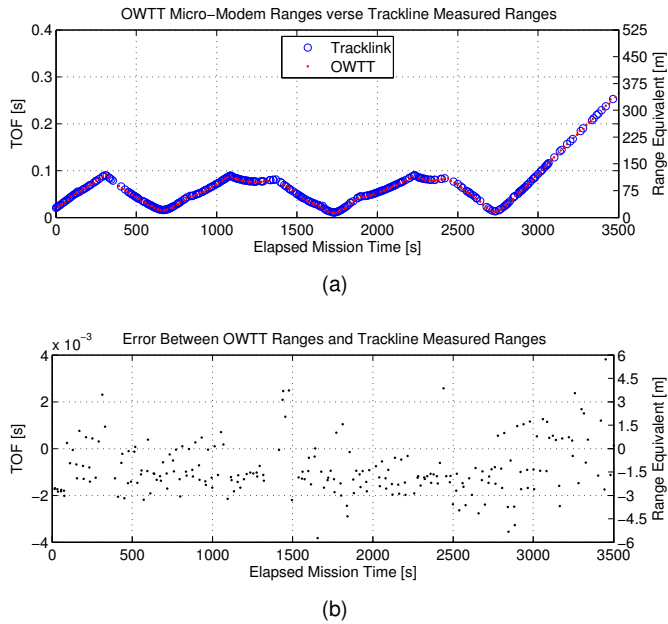 OWTT Micro−Modem Ranges verse Trackline Measured Ranges
0.4
0.3
0.2
0.1
0
TOF [s]
Tracklink
OWTT
525
450
375
300
225
150
75
0
Range Equivalent [m]
0 500 1000 1500 2000 2500 3000 3500
Elapsed Mission Time [s]
(a)
x 10−3
Error Between OWTT Ranges and Trackline Measured Ranges
4
2
0
−2
−4
TOF [s]
6
4.5
3
1.5
0
−1.5
−3
−4.5
−6
Range Equivalent [m]
0 500 1000 1500 2000 2500 3000 3500
Elapsed Mission Time [s]
(b)